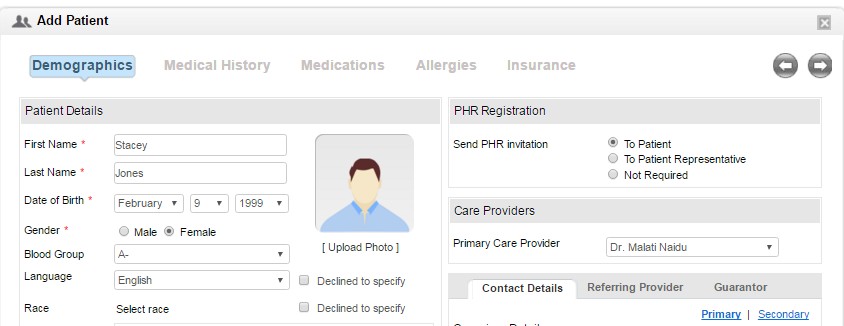 Add Patient
Demographics Medical History Medications Allergies Insurance
Patient Details
First Name * Stacey
Last Name * Jones
Date of Birth * February 9 1999
Gender * Male Female
Blood Group A-
Language English Declined to specify
Race Select race Declined to specify
[ Upload Photo ]
PHR Registration
Send PHR invitation To Patient
To Patient Representative
Not Required
Care Providers
Primary Care Provider Dr. Malati Naidu
Contact Details Referring Provider Guarantor
Primary | Secondary